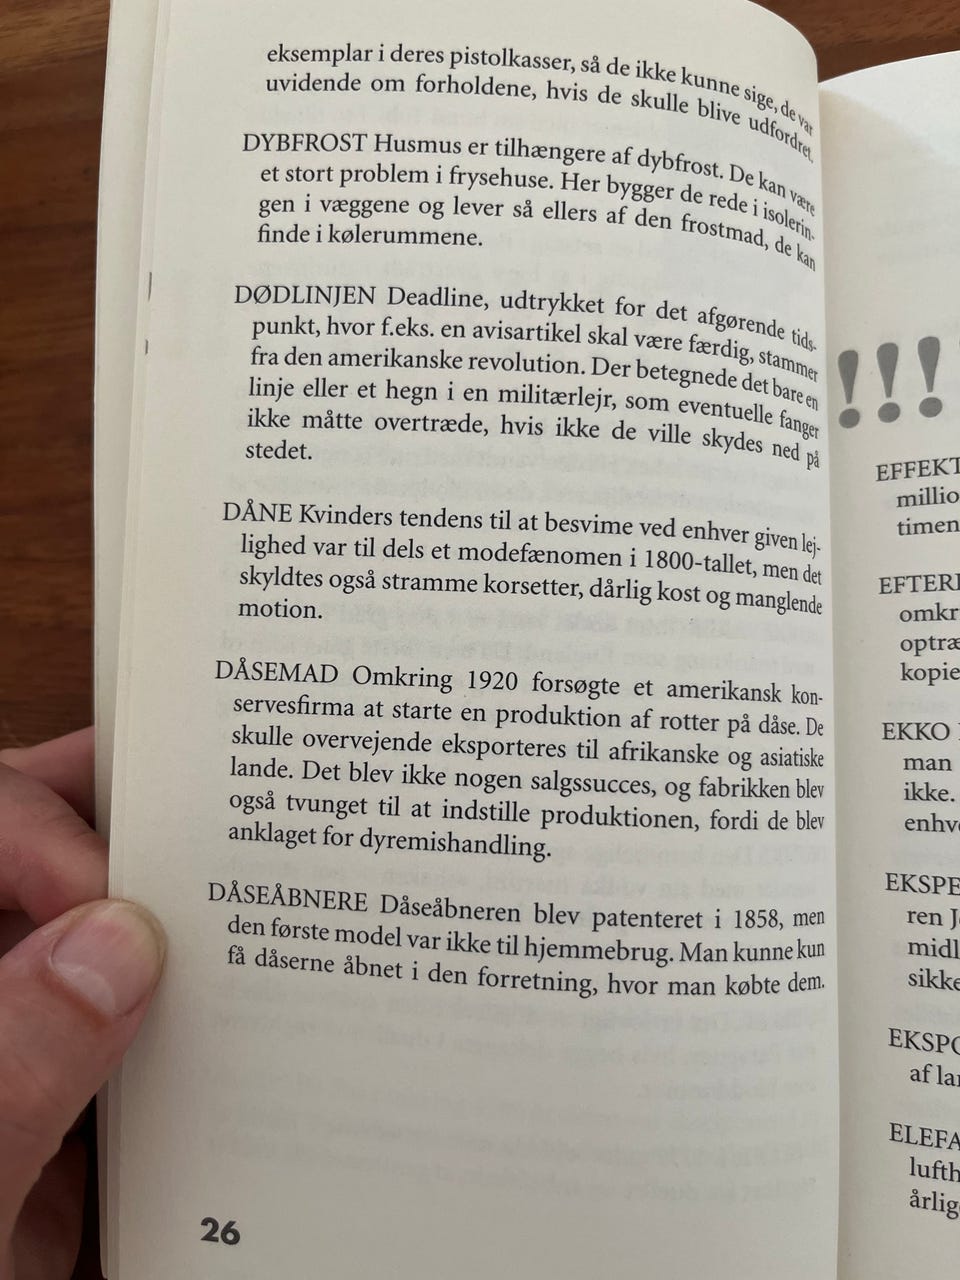 eksemplar i deres pistolkasser, så de ikke kunne sige, de var
uvidende om forholdene, hvis de skulle blive udfordret.
DYBFROST Husmus er tilhængere af dybfrost. De kan være
et stort problem i frysehuse. Her bygger de rede i isolerin-
gen i væggene og lever så ellers af den frostmad, de kan
finde i kølerummene.
DØDLINJEN Deadline, udtrykket for det afgørende tids-
punkt, hvor f.eks. en avisartikel skal være færdig, stammer
fra den amerikanske revolution. Der betegnede det bare en
linje eller et hegn i en militærlejr, som eventuelle fanger
ikke måtte overtræde, hvis ikke de ville skydes ned på
stedet.
DÅNE Kvinders tendens til at besvime ved enhver given lej-
lighed var til dels et modefænomen i 1800-tallet, men det
skyldtes også stramme korsetter, dårlig kost og manglende
motion.
DÅSEMAD Omkring 1920 forsøgte et amerikansk kon-
servesfirma at starte en produktion af rotter på dåse. De
skulle overvejende eksporteres til afrikanske og asiatiske
lande. Det blev ikke nogen salgssucces, og fabrikken blev
også tvunget til at indstille produktionen, fordi de blev
anklaget for dyremishandling.
DÅSEÅBNERE Dåseåbneren blev patenteret i 1858, men
den første model var ikke til hjemmebrug. Man kunne kun
få dåserne åbnet i den forretning, hvor man købte dem.
26
!!!
EFFEKT
millio
timen
EFTER
omkr
optræ
kopie
EKKO
man
ikke.
enhv
EKSPE
ren J
midl
sikke
EKSPO
af lan
ELEFA
lufth
årlig